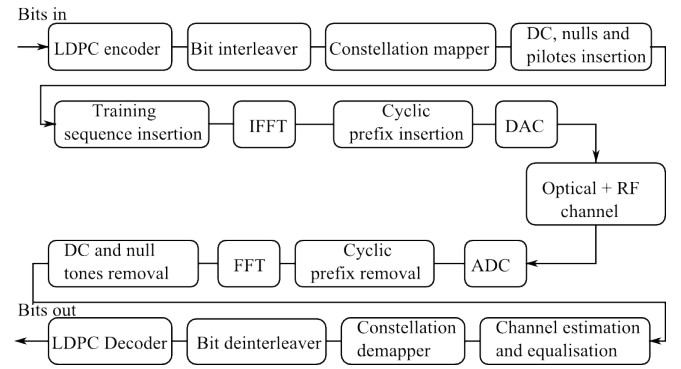 Bits in
LDPC encoder
Bit interleaver
Constellation mapper
DC, nulls and
pilotes insertion
Training
sequence insertion
IFFT
Cyclic
prefix insertion
DAC
Optical + RF
channel
DC and null
tones removal
FFT
Cyclic
prefix removal
ADC
Bits out
LDPC Decoder
Bit deinterleaver
Constellation
demapper
Channel estimation
and equalisation